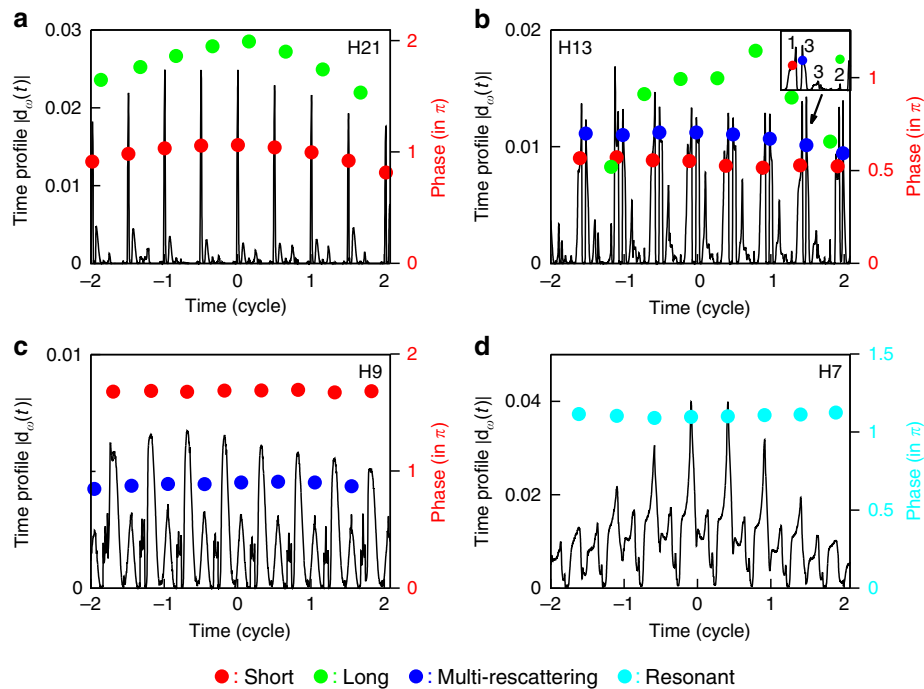 a
H21
0.03
0.02
0.01
0
2
1
0
Time profile |dω(t)|
Phase (in π)
−2
−1
0
1
2
Time (cycle)
b
H13
0.02
0.01
0
1
0.5
0
1
3
3
2
Time profile |dω(t)|
Phase (in π)
−2
−1
0
1
2
Time (cycle)
c
H9
0.01
0
2
1
0
Time profile |dω(t)|
Phase (in π)
−2
−1
0
1
2
Time (cycle)
d
H7
0.04
0.02
0
1.5
1
0.5
0
Time profile |dω(t)|
Phase (in π)
−2
−1
0
1
2
Time (cycle)
: Short : Long : Multi-rescattering : Resonant